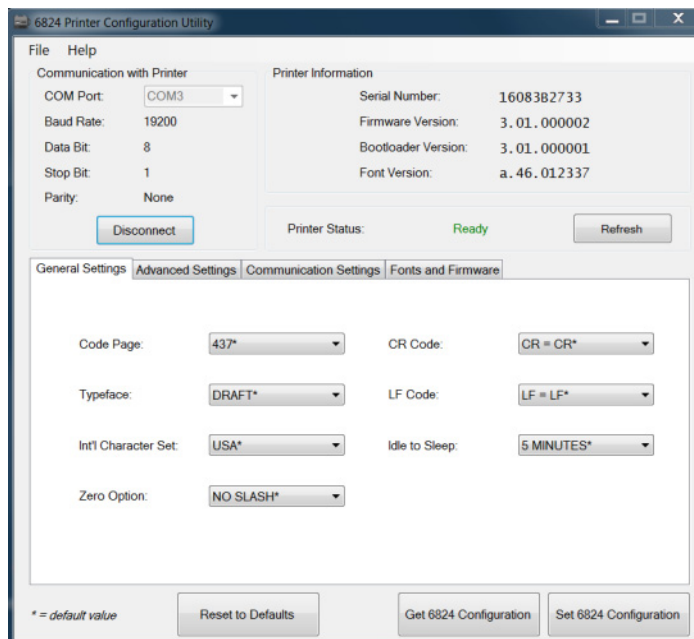 6824 Printer Configuration Utility
File Help
Communication with Printer
COM Port: COM3
Baud Rate: 19200
Data Bit: 8
Stop Bit: 1
Parity: None
Disconnect
Printer Information
Serial Number: 16083B2733
Firmware Version: 3.01.000002
Bootloader Version: 3.01.000001
Font Version: a.46.012337
Printer Status: Ready Refresh
General Settings Advanced Settings Communication Settings Fonts and Firmware
Code Page: 437* CR Code: CR = CR*
Typeface: DRAFT* LF Code: LF = LF*
Int'l Character Set: USA* Idle to Sleep: 5 MINUTES*
Zero Option: NO SLASH*
* = default value Reset to Defaults Get 6824 Configuration Set 6824 Configuration